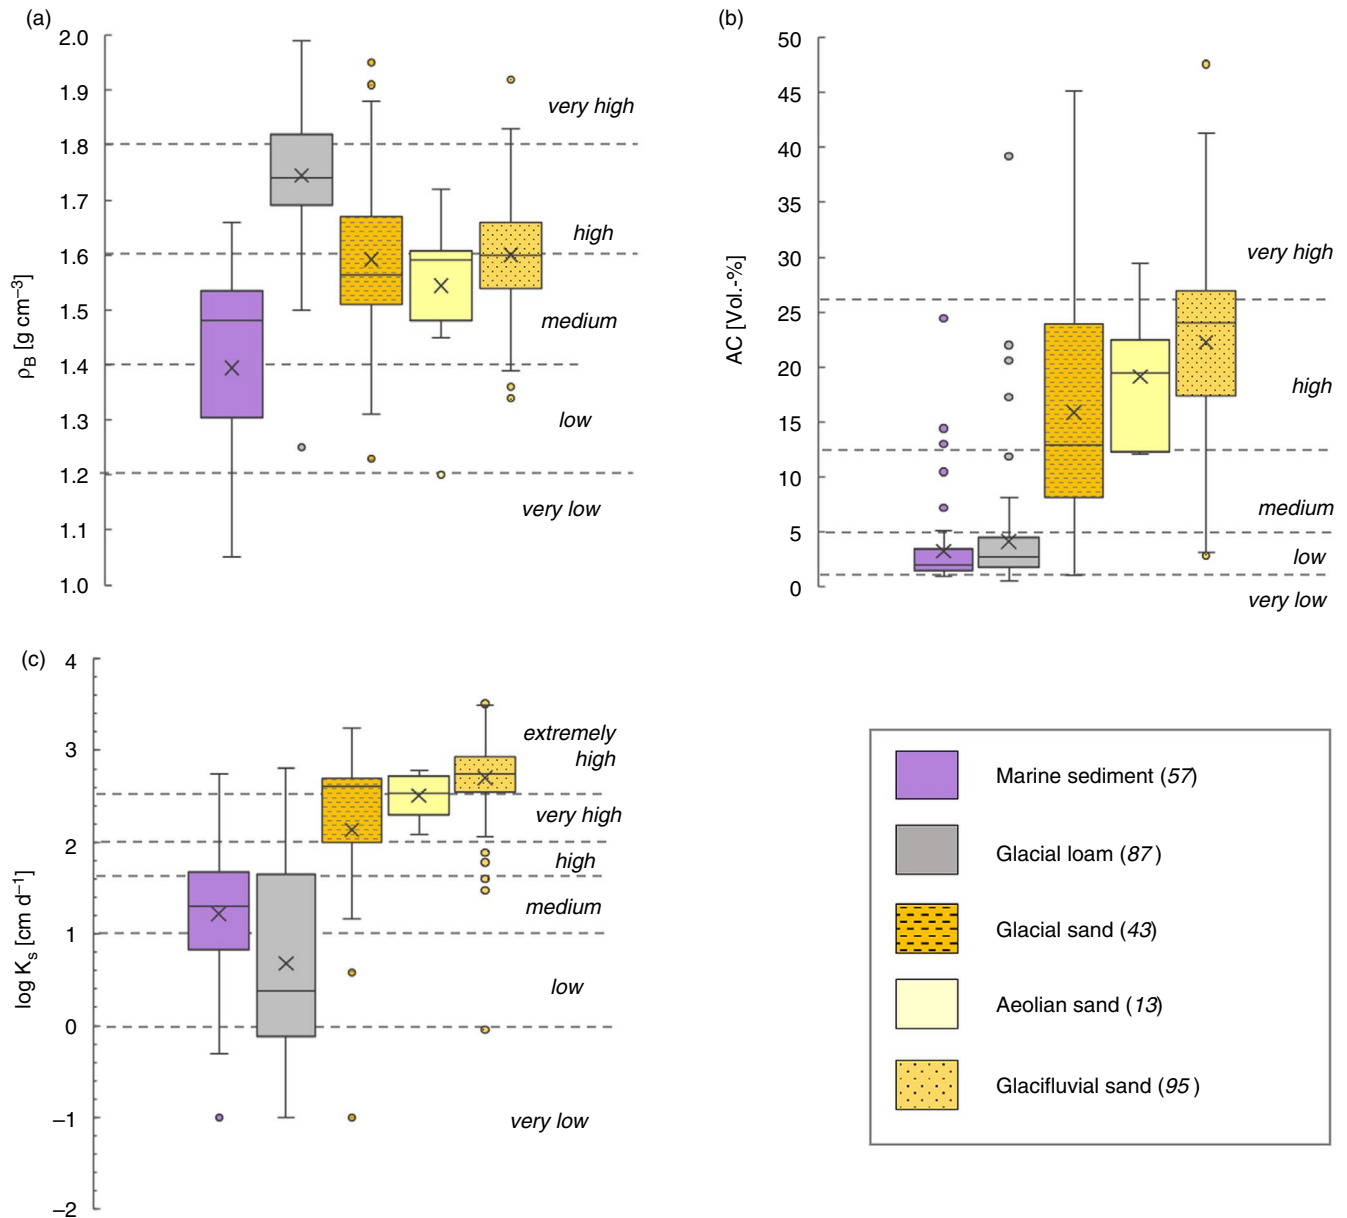 (a)
2.0
1.9
1.8
1.7
1.6
1.5
1.4
1.3
1.2
1.1
1.0
ρB [g cm–3]
very high
high
medium
low
very low
(b)
50
45
40
35
30
25
20
15
10
5
0
AC [Vol.-%]
very high
high
medium
low
very low
(c)
4
3
2
1
0
–1
–2
log Ks [cm d–1]
extremely
high
very high
high
medium
low
very low
Marine sediment (57)
Glacial loam (87)
Glacial sand (43)
Aeolian sand (13)
Glacifluvial sand (95)